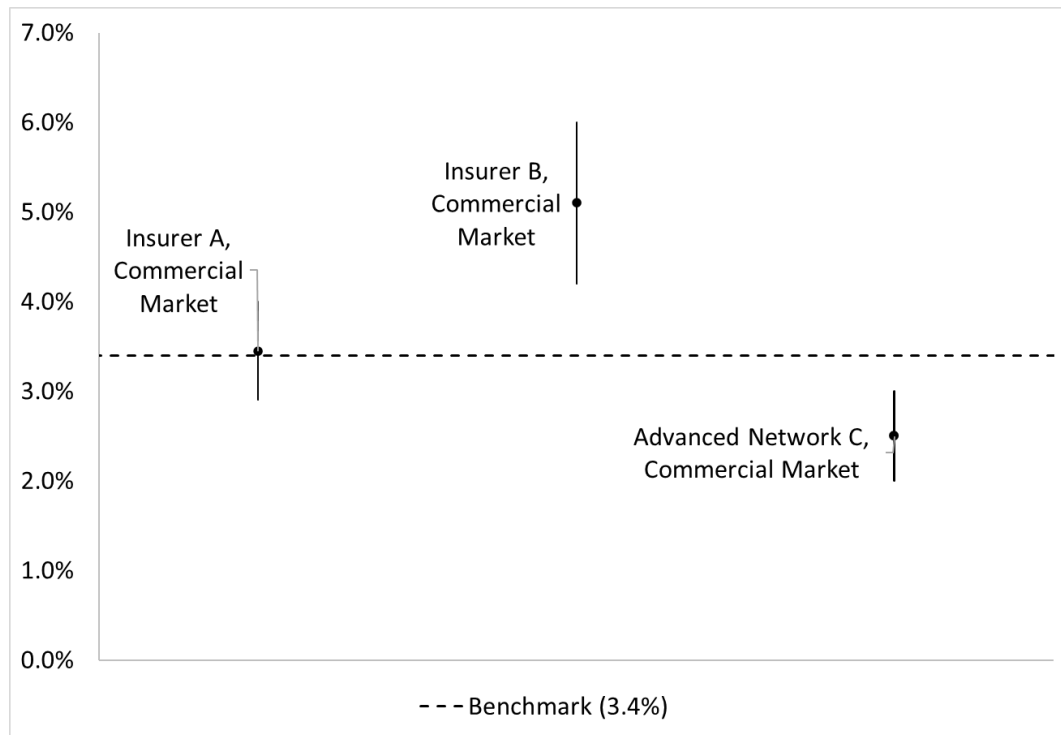 7.0%
6.0%
5.0%
4.0%
3.0%
2.0%
1.0%
0.0%
Insurer A,
Commercial
Market
Insurer B,
Commercial
Market
Advanced Network C,
Commercial Market
Benchmark (3.4%)